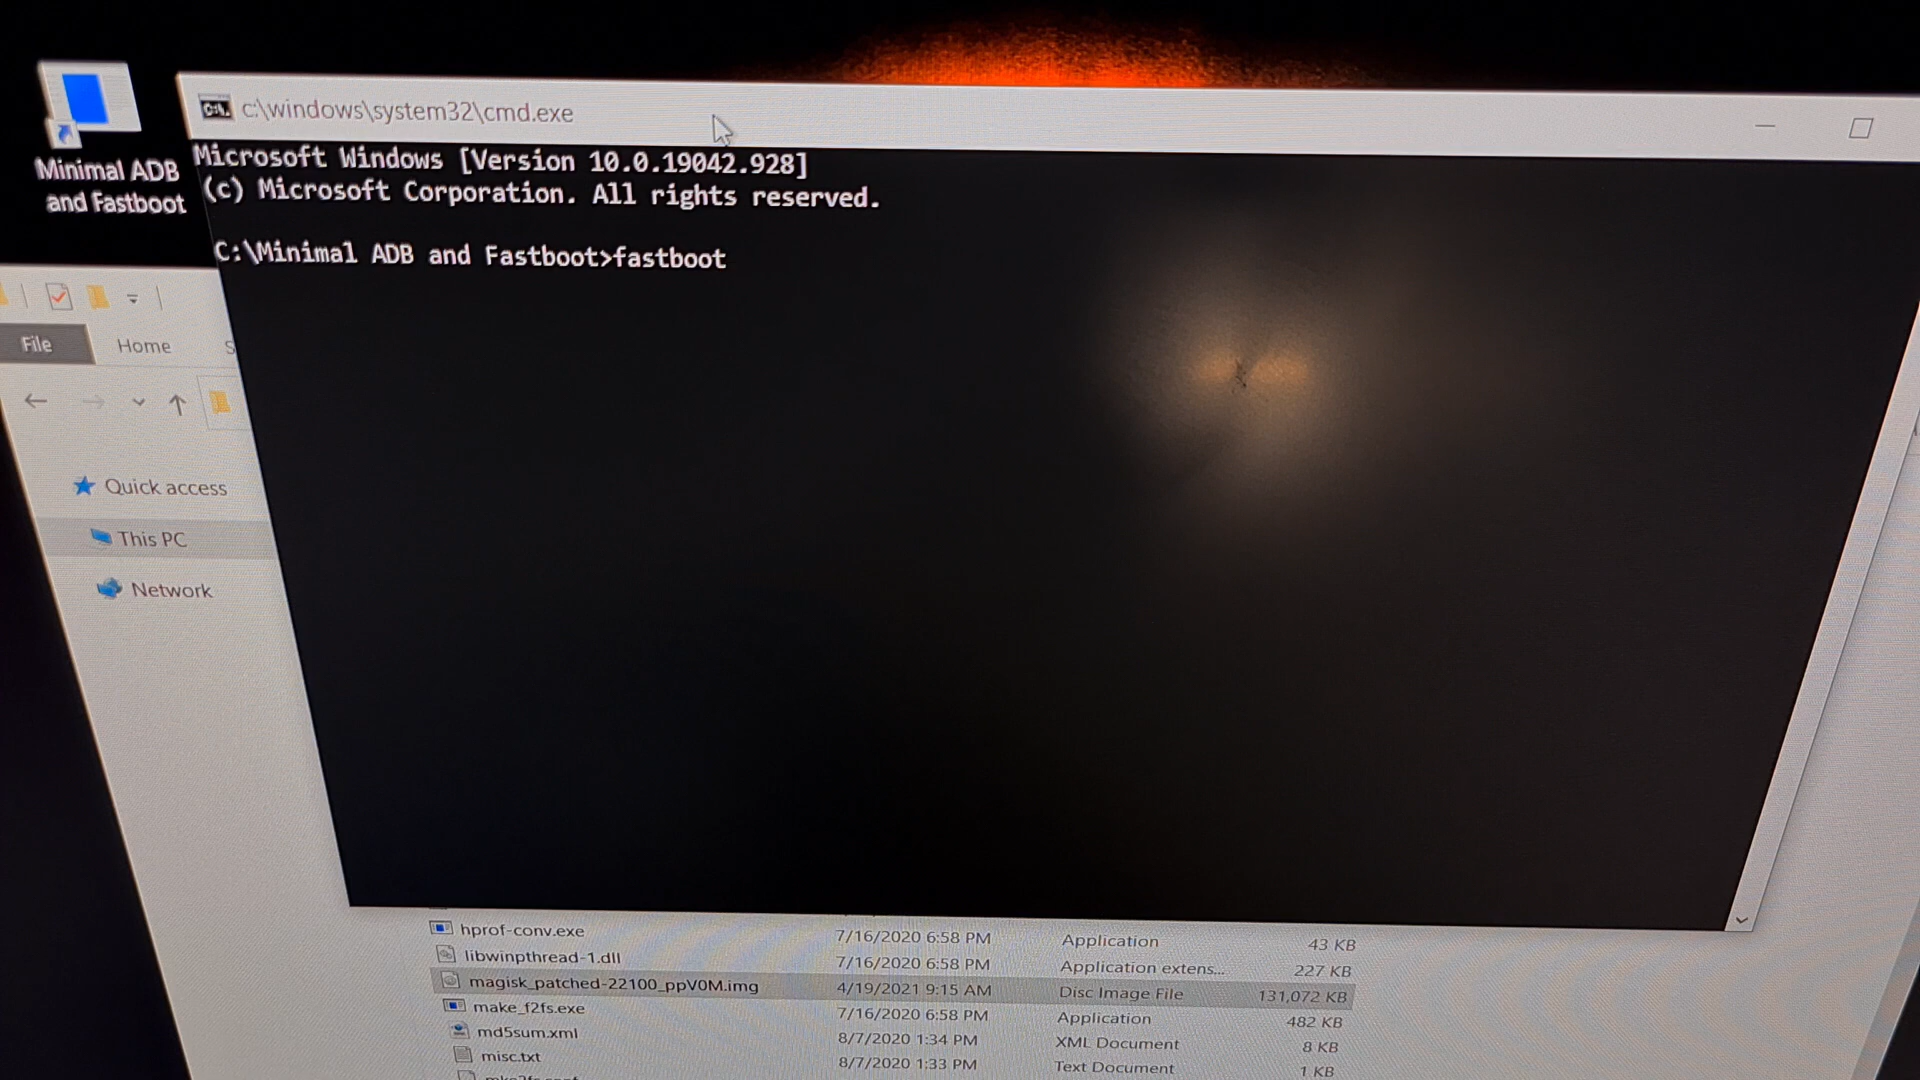 Minimal ADB
and Fastboot
c:\windows\system32\cmd.exe
Microsoft Windows [Version 10.0.19042.928]
(c) Microsoft Corporation. All rights reserved.
C:\Minimal ADB and Fastboot>fastboot
File Home S
Quick access
This PC
Network
hprof-conv.exe 7/16/2020 6:58 PM Application 43 KB
libwinpthread-1.dll 7/16/2020 6:58 PM Application extens... 227 KB
magisk_patched-22100_ppV0M.img 4/19/2021 9:15 AM Disc Image File 131,072 KB
make_f2fs.exe 7/16/2020 6:58 PM Application 482 KB
md5sum.xml 8/7/2020 1:34 PM XML Document 8 KB
misc.txt 8/7/2020 1:33 PM Text Document 1 KB